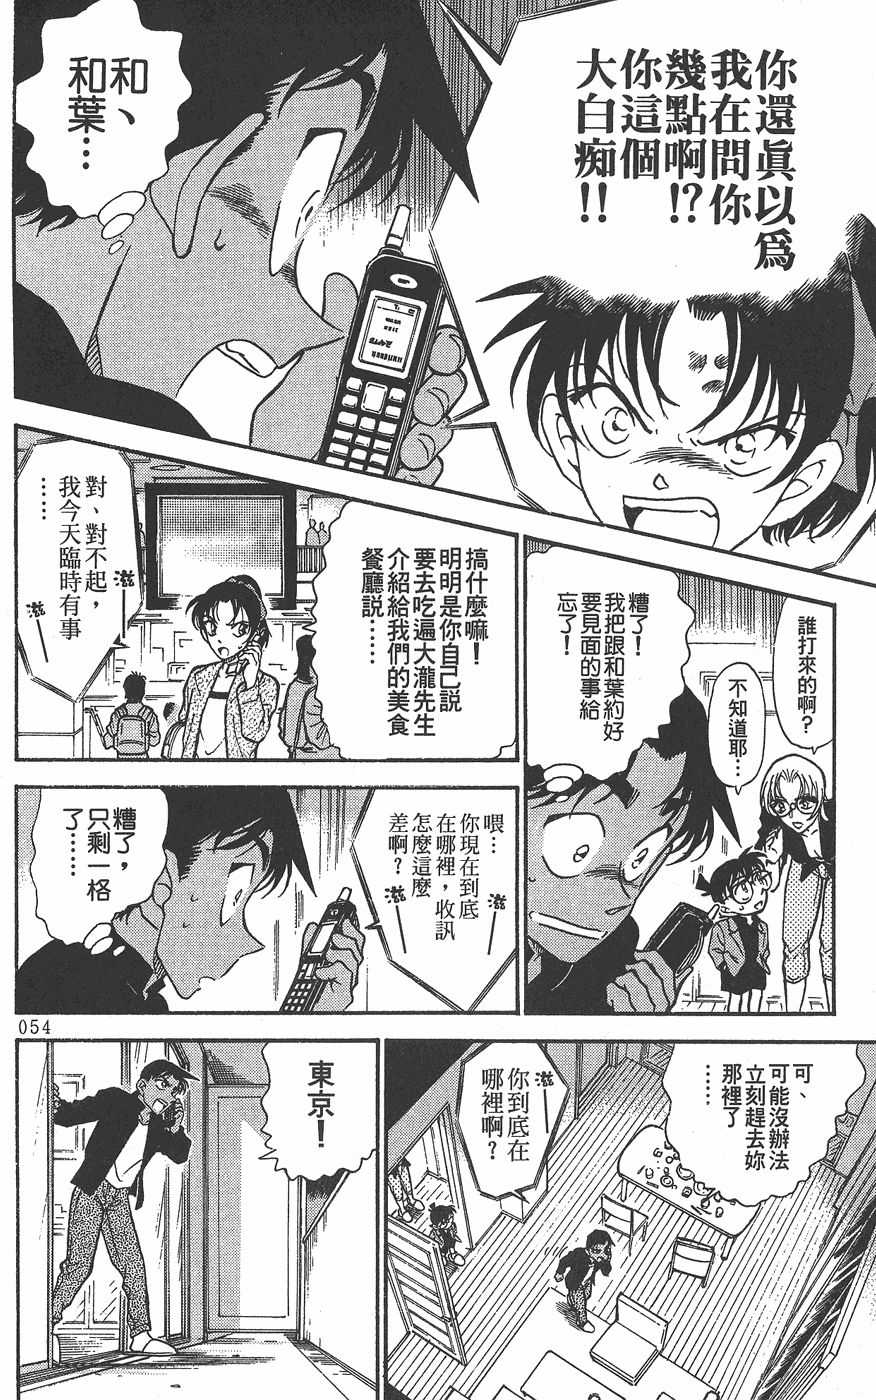 你還眞以爲
我在問你
幾點啊!?
你這個
大白痴!!
和、
和葉…
誰打來的啊?
不知道耶…
糟了!
我把跟和葉約好
要見面的事給
忘了!
搞什麼嘛!
明明是你自己說
要去吃遍大瀧先生
介紹給我們的美食
餐廳說……
滋
對、對不起,
我今天臨時有事
……
滋
喂…
滋
你現在到底
在哪裡,收訊
怎麼這麼
差啊?
滋
糟了,
只剩一格
了……
054
可、
可能沒辦法
立刻趕去妳
那裡了
……
滋
你到底在
哪裡啊?
東京!